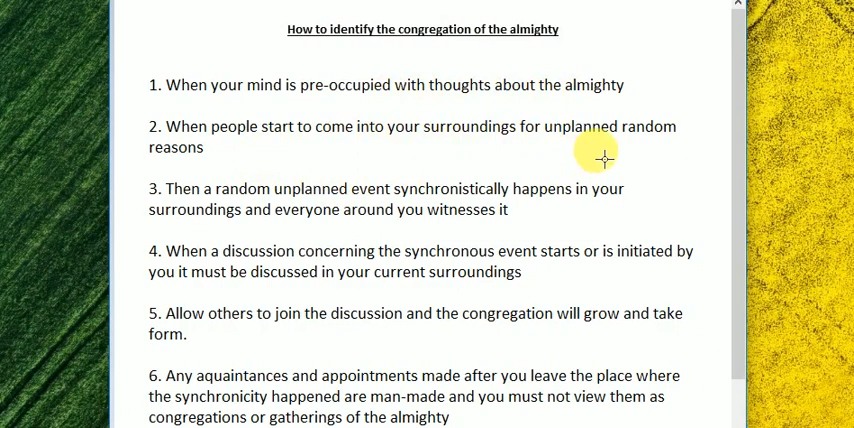 How to identify the congregation of the almighty
1. When your mind is pre-occupied with thoughts about the almighty
2. When people start to come into your surroundings for unplanned random
reasons
3. Then a random unplanned event synchronistically happens in your
surroundings and everyone around you witnesses it
4. When a discussion concerning the synchronous event starts or is initiated by
you it must be discussed in your current surroundings
5. Allow others to join the discussion and the congregation will grow and take
form.
6. Any aquaintances and appointments made after you leave the place where
the synchronicity happened are man-made and you must not view them as
congregations or gatherings of the almighty